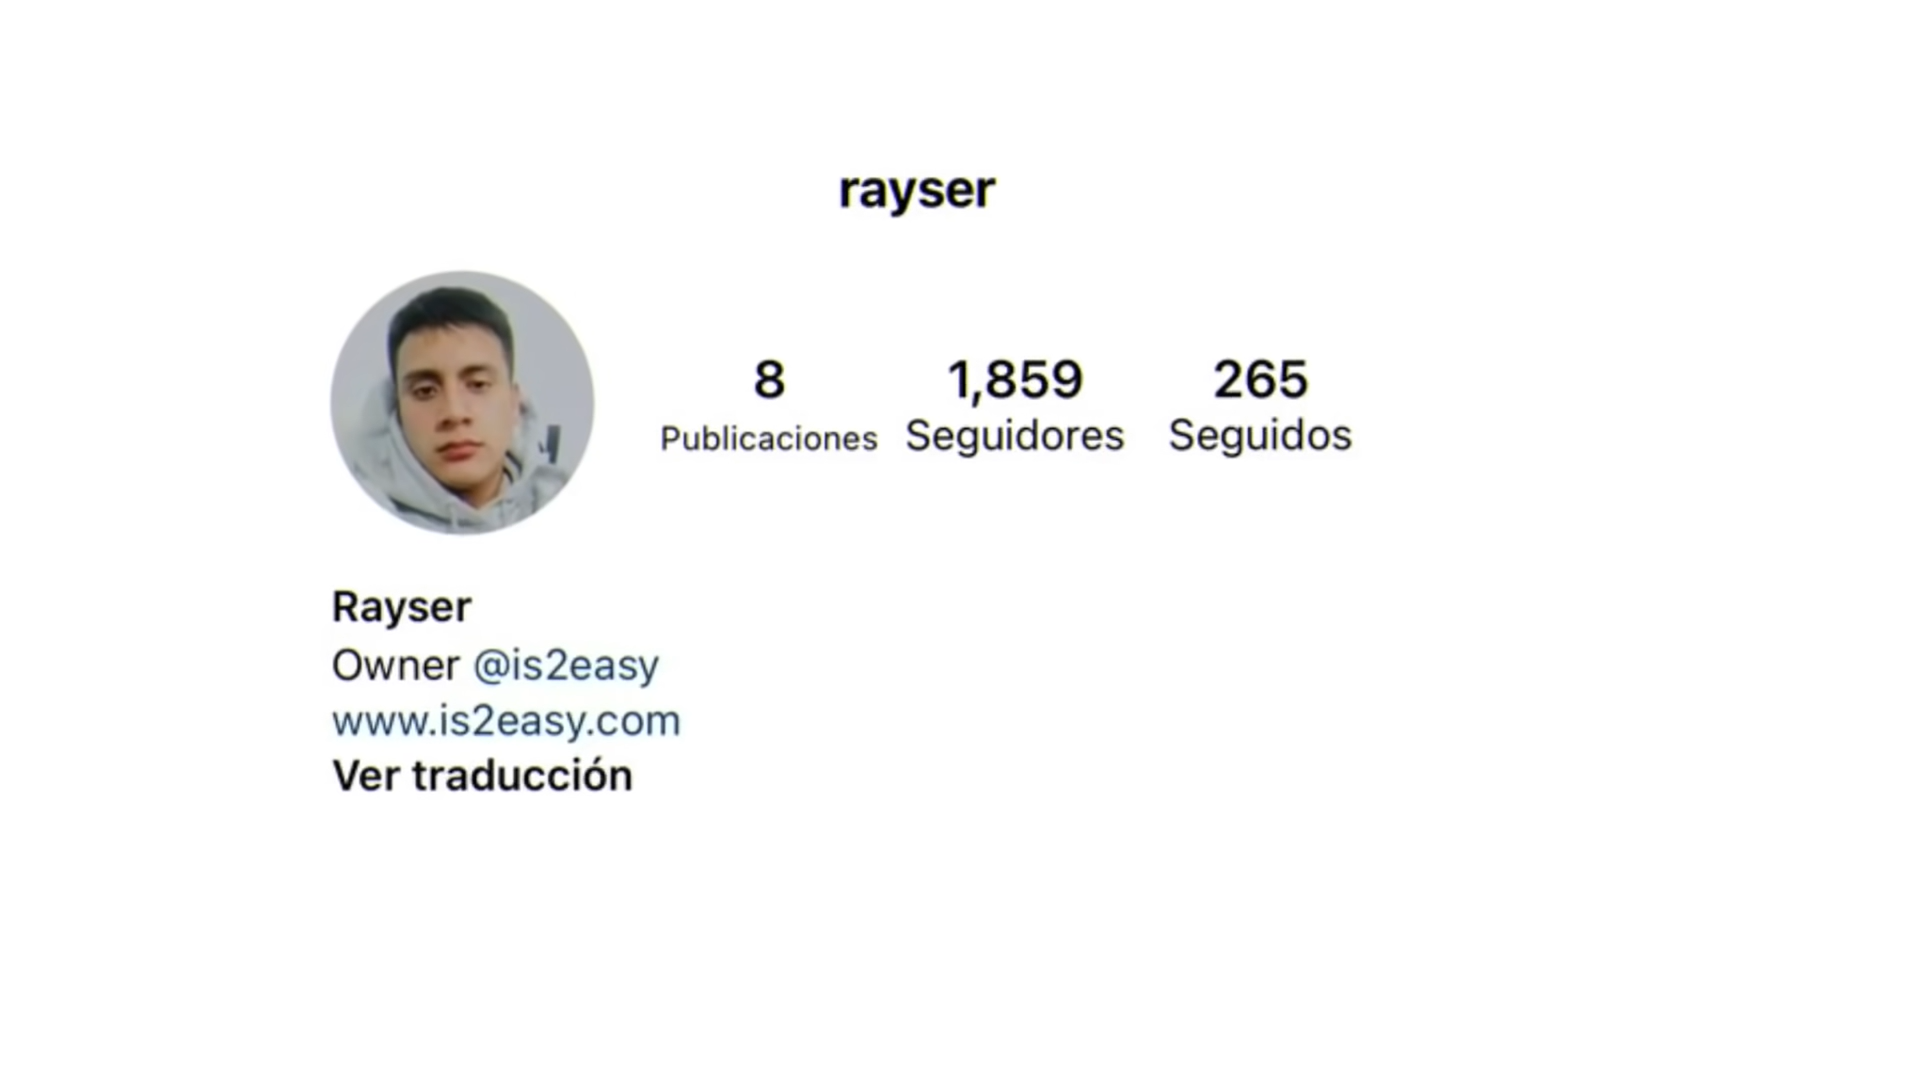 rayser
8 1,859 265
Publicaciones Seguidores Seguidos
Rayser
Owner @is2easy
www.is2easy.com
Ver traducción